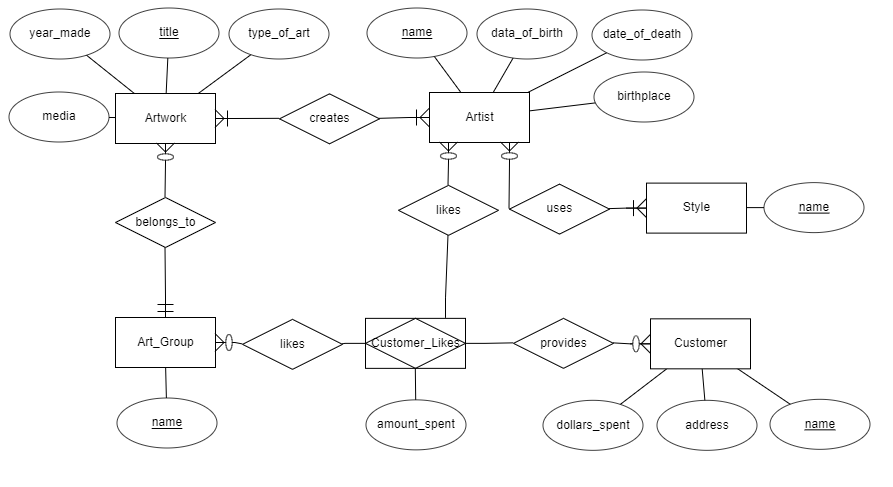 year_made
title
type_of_art
name
data_of_birth
date_of_death
media
Artwork
creates
Artist
birthplace
belongs_to
likes
uses
Style
name
Art_Group
likes
Customer_Likes
provides
Customer
name
amount_spent
dollars_spent
address
name